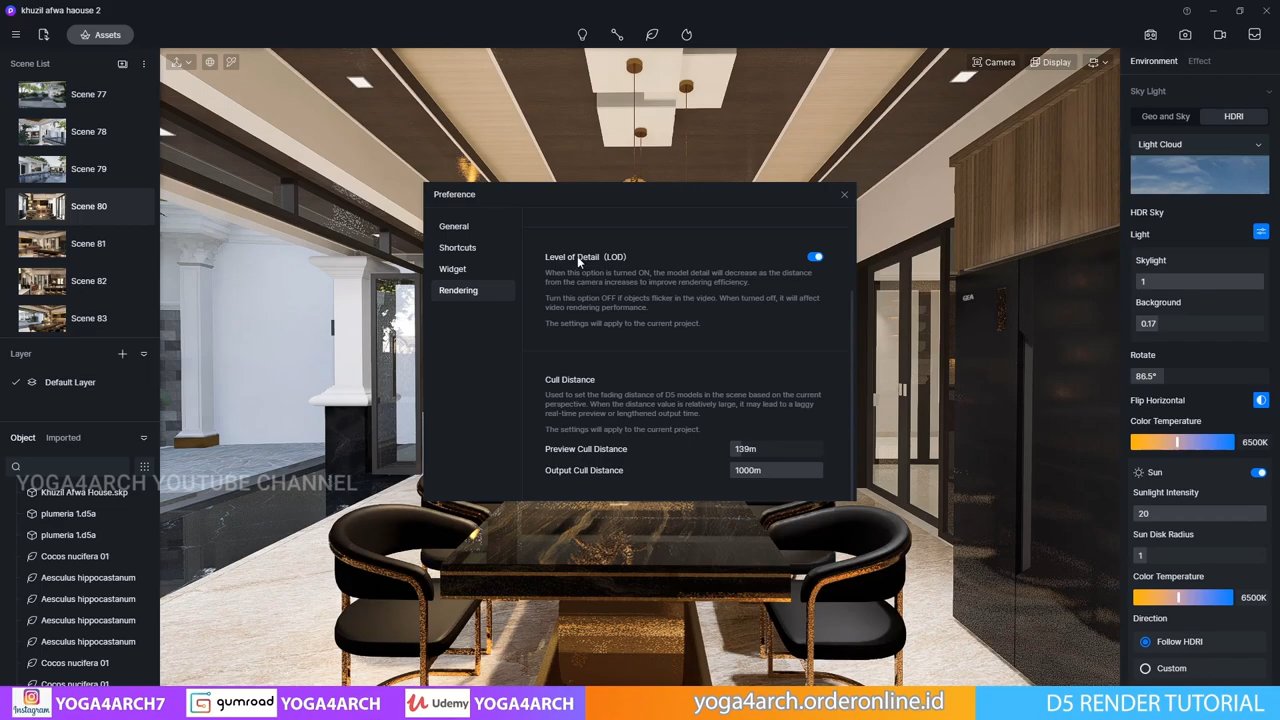 khuzil afwa haouse 2
Assets
Scene List
Scene 77
Scene 78
Scene 79
Scene 80
Scene 81
Scene 82
Scene 83
Layer
Default Layer
Object
Imported
Khuzil Afwa House.skp
plumeria 1.d5a
plumeria 1.d5a
Cocos nucifera 01
Aesculus hippocastanum
Aesculus hippocastanum
Aesculus hippocastanum
Aesculus hippocastanum
Cocos nucifera 01
Cocos nucifera 01
YOGA4ARCH YOUTUBE CHANNEL
Camera
Display
GEA
Preference
General
Shortcuts
Widget
Rendering
Level of Detail (LOD)
When this option is turned ON, the model detail will decrease as the distance
from the camera increases to improve rendering efficiency.
Turn this option OFF if objects flicker in the video. When turned off, it will affect
video rendering performance.
The settings will apply to the current project.
Cull Distance
Used to set the fading distance of D5 models in the scene based on the current
perspective. When the distance value is relatively large, it may lead to a laggy
real-time preview or lengthened output time.
The settings will apply to the current project.
Preview Cull Distance
139m
Output Cull Distance
1000m
Environment
Effect
Sky Light
Geo and Sky
HDRI
Light Cloud
HDR Sky
Light
Skylight
1
Background
0.17
Rotate
86.5°
Flip Horizontal
Color Temperature
6500K
Sun
Sunlight Intensity
20
Sun Disk Radius
1
Color Temperature
6500K
Direction
Follow HDRI
Custom
Instagram
YOGA4ARCH7
gumroad
YOGA4ARCH
Udemy
YOGA4ARCH
yoga4arch.orderonline.id
D5 RENDER TUTORIAL